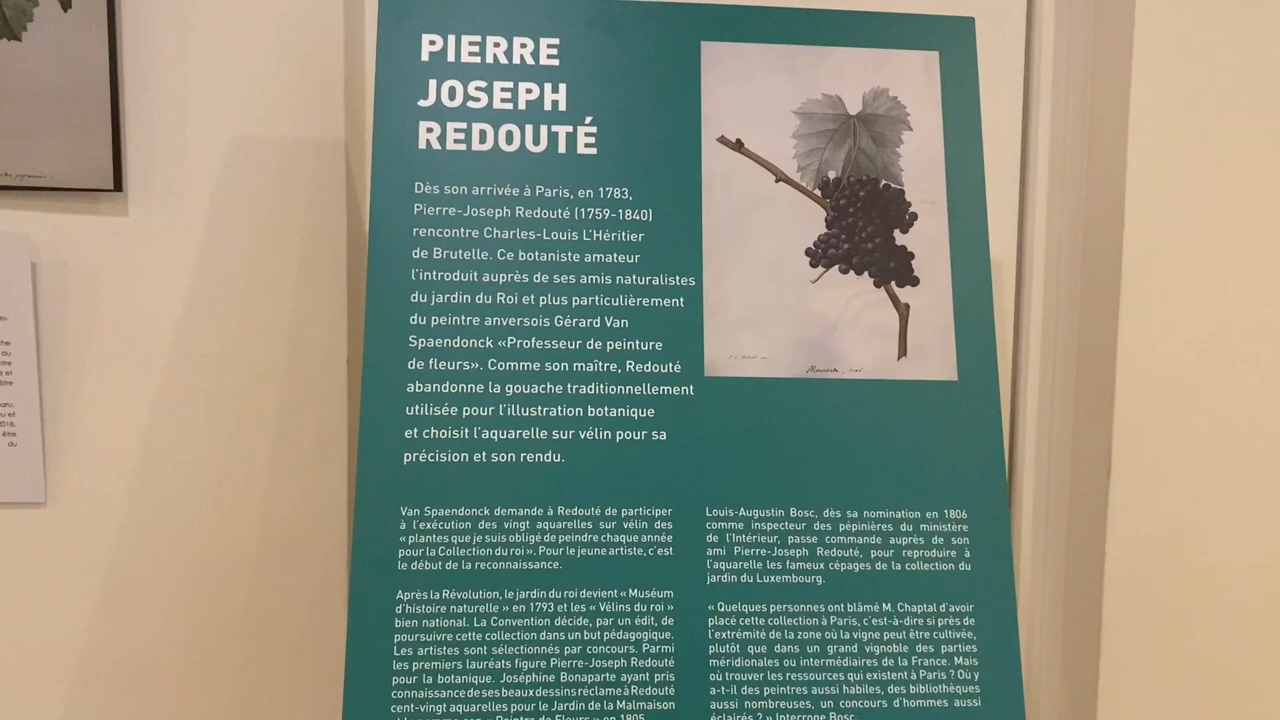 PIERRE
JOSEPH
REDOUTÉ
Dès son arrivée à Paris, en 1783,
Pierre-Joseph Redouté (1759-1840)
rencontre Charles-Louis L'Héritier
de Brutelle. Ce botaniste amateur
l'introduit auprès de ses amis naturalistes
du jardin du Roi et plus particulièrement
du peintre anversois Gérard Van
Spaendonck «Professeur de peinture
de fleurs». Comme son maître, Redouté
abandonne la gouache traditionnellement
utilisée pour l'illustration botanique
et choisit l'aquarelle sur vélin pour sa
précision et son rendu.
Van Spaendonck demande à Redouté de participer
à l'exécution des vingt aquarelles sur vélin des
« plantes que je suis obligé de peindre chaque année
pour la Collection du roi ». Pour le jeune artiste, c'est
le début de la reconnaissance.
Après la Révolution, le jardin du roi devient « Muséum
d'histoire naturelle » en 1793 et les « Vélins du roi »
bien national. La Convention décide, par un édit, de
poursuivre cette collection dans un but pédagogique.
Les artistes sont sélectionnés par concours. Parmi
les premiers lauréats figure Pierre-Joseph Redouté
pour la botanique. Joséphine Bonaparte ayant pris
connaissance de ses beaux dessins réclame à Redouté
cent-vingt aquarelles pour le Jardin de la Malmaison
« Peintre de Fleurs » en 1805.
Louis-Augustin Bosc, dès sa nomination en 1806
comme inspecteur des pépinières du ministère
de l'Intérieur, passe commande auprès de son
ami Pierre-Joseph Redouté, pour reproduire à
l'aquarelle les fameux cépages de la collection du
jardin du Luxembourg.
« Quelques personnes ont blâmé M. Chaptal d'avoir
placé cette collection à Paris, c'est-à-dire si près de
l'extrémité de la zone où la vigne peut être cultivée,
plutôt que dans un grand vignoble des parties
méridionales ou intermédiaires de la France. Mais
où trouver les ressources qui existent à Paris ? Où y
a-t-il des peintres aussi habiles, des bibliothèques
aussi nombreuses, un concours d'hommes aussi
éclairés ? » Interroge Bosc.